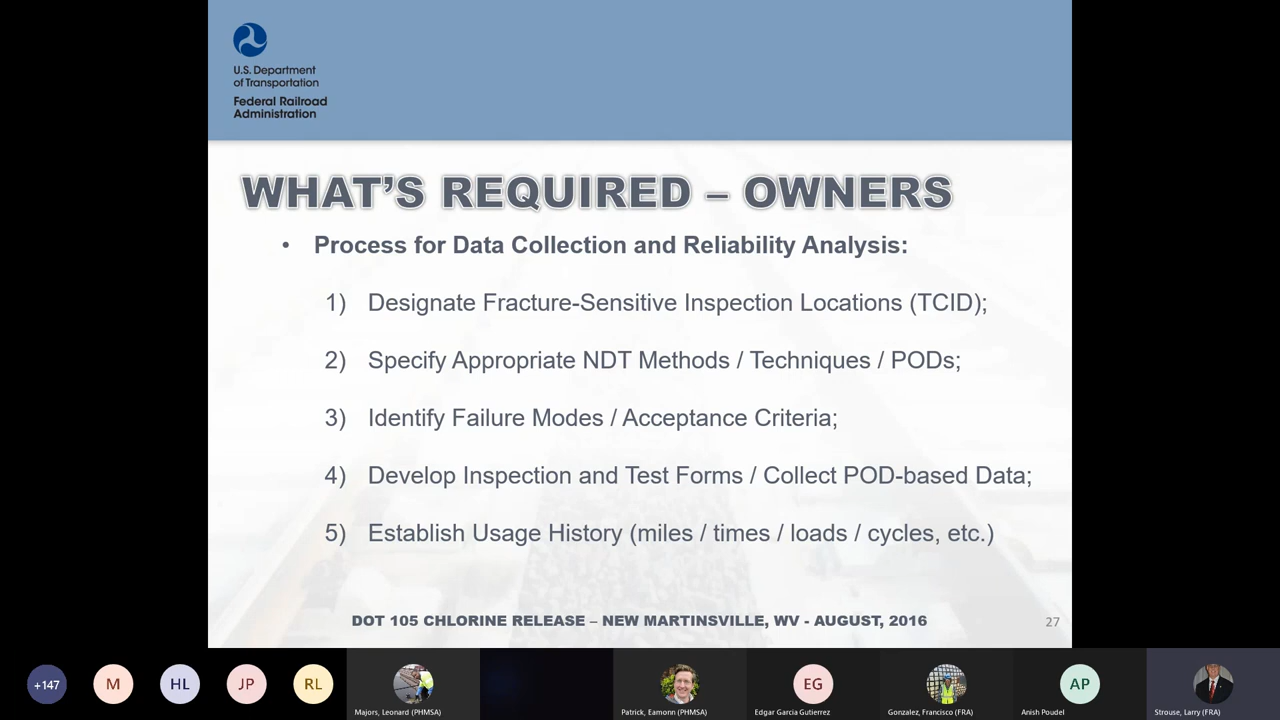 U.S. Department
of Transportation
Federal Railroad
Administration
WHAT'S REQUIRED – OWNERS
• Process for Data Collection and Reliability Analysis:
1) Designate Fracture-Sensitive Inspection Locations (TCID);
2) Specify Appropriate NDT Methods / Techniques / PODs;
3) Identify Failure Modes / Acceptance Criteria;
4) Develop Inspection and Test Forms / Collect POD-based Data;
5) Establish Usage History (miles / times / loads / cycles, etc.)
DOT 105 CHLORINE RELEASE – NEW MARTINSVILLE, WV - AUGUST, 2016
27
+147
M
HL
JP
RL
Majors, Leonard (PHMSA)
Patrick, Eamonn (PHMSA)
EG
Edgar Garcia Gutierrez
Gonzalez, Francisco (FRA)
AP
Anish Poudel
Strouse, Larry (FRA)